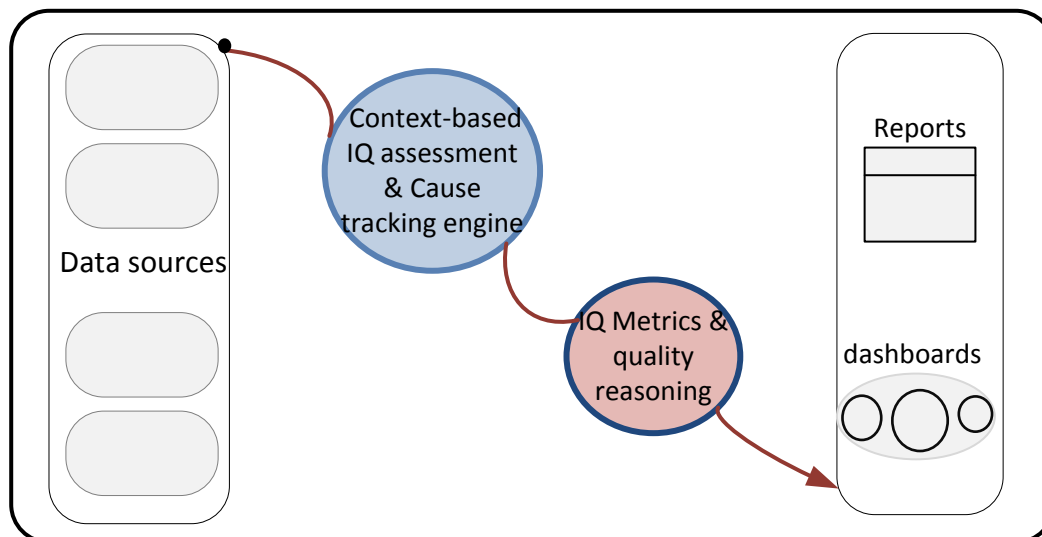 Data sources
Context-based
IQ assessment
& Cause
tracking engine
IQ Metrics &
quality
reasoning
Reports
dashboards